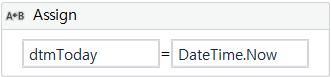 A+B Assign
dtmToday = DateTime.Now